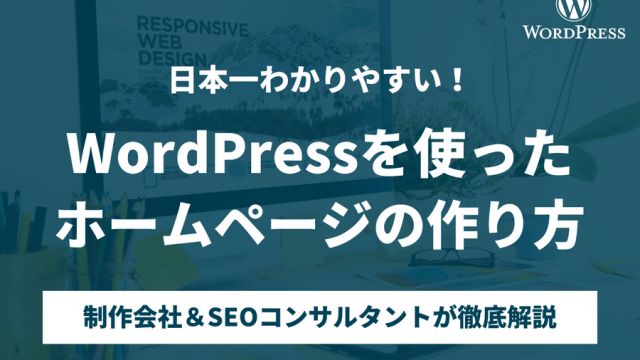 WORDPRESS
RESPONSIVE
WEB
DESIGN
日本一わかりやすい！
WordPressを使った
ホームページの作り方
制作会社＆SEOコンサルタントが徹底解説